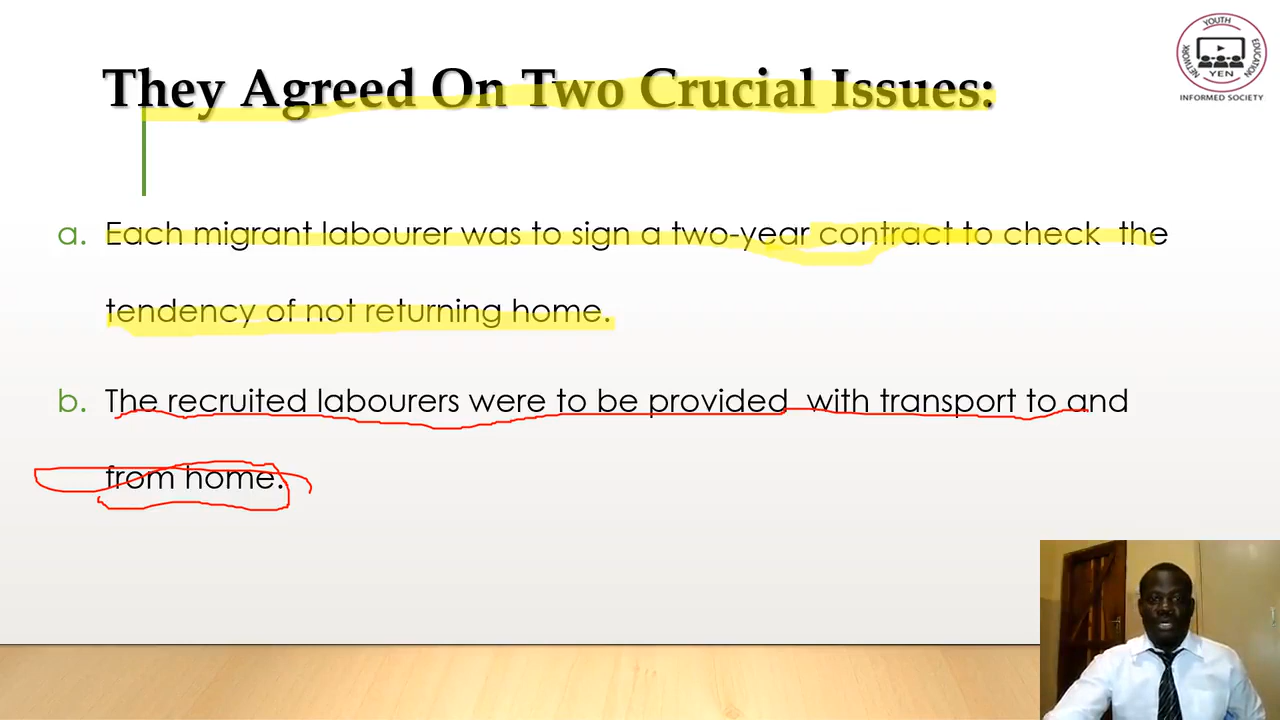 They Agreed On Two Crucial Issues:
YOUTH
EDUCATION
NETWORK
YEN
INFORMED SOCIETY
a. Each migrant labourer was to sign a two-year contract to check the
tendency of not returning home.
b. The recruited labourers were to be provided with transport to and
from home.